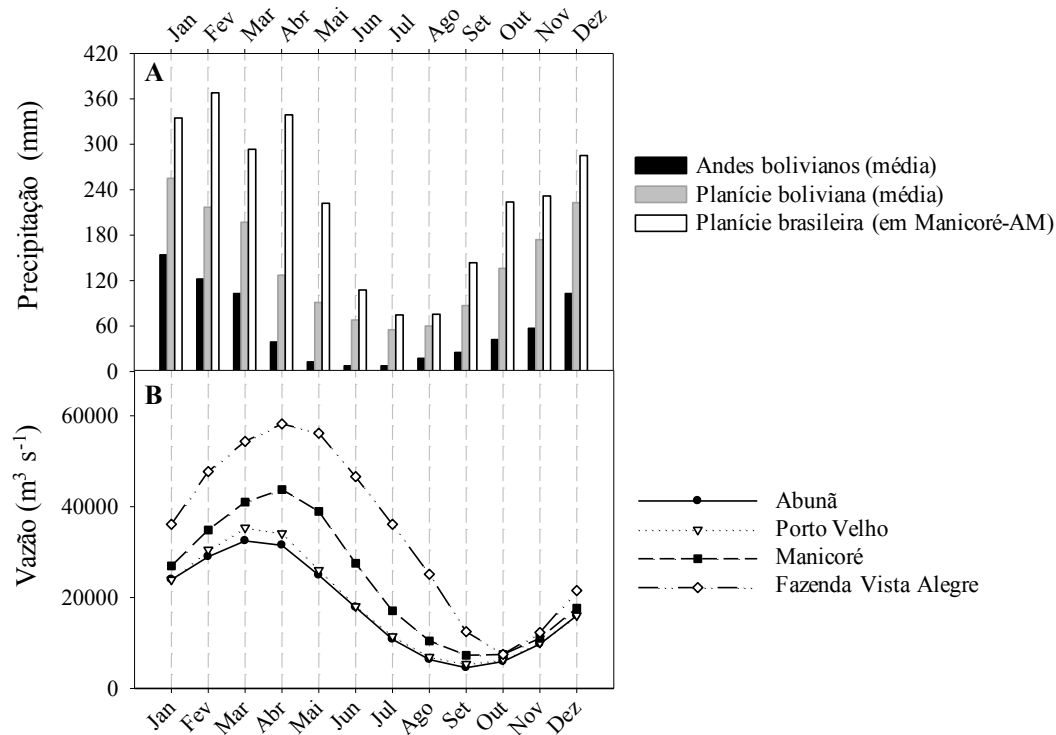 Jan Fev Mar Abr Mai Jun Jul Ago Set Out Nov Dez
A
420
360
300
240
180
120
60
0
Precipitação (mm)
Andes bolivianos (média)
Planície boliviana (média)
Planície brasileira (em Manicoré-AM)
B
60000
40000
20000
0
Vazão (m³ s⁻¹)
Abunã
Porto Velho
Manicoré
Fazenda Vista Alegre
Jan Fev Mar Abr Mai Jun Jul Ago Set Out Nov Dez